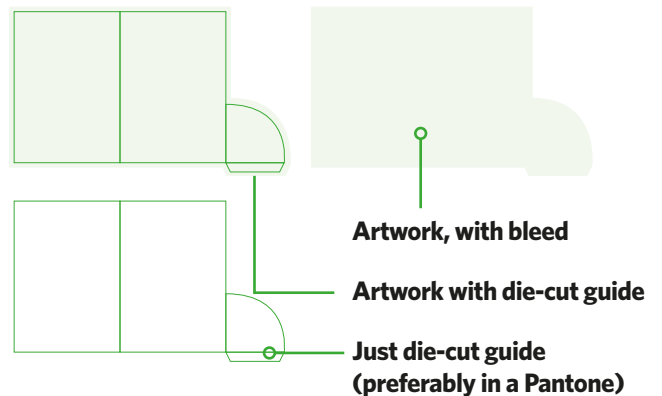 Artwork, with bleed
Artwork with die-cut guide
Just die-cut guide
(preferably in a Pantone)